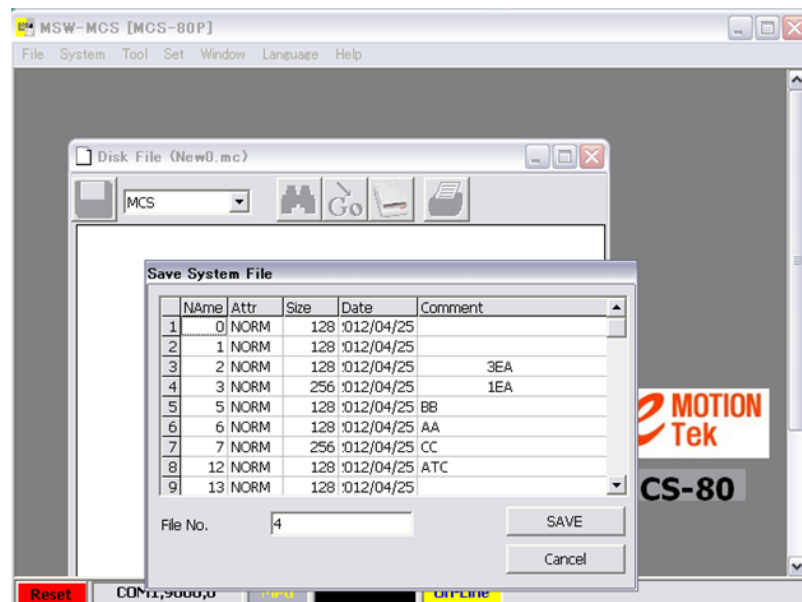 MSW-MCS [MCS-80P]
File System Tool Set Window Language Help
Disk File (New0.mc)
MCS
Go
Save System File
NAme Attr Size Date Comment
1 0 NORM 128 :012/04/25
2 1 NORM 128 :012/04/25
3 2 NORM 128 :012/04/25 3EA
4 3 NORM 256 :012/04/25 1EA
5 5 NORM 128 :012/04/25 BB
6 6 NORM 128 :012/04/25 AA
7 7 NORM 256 :012/04/25 CC
8 12 NORM 128 :012/04/25 ATC
9 13 NORM 128 :012/04/25
MOTION
Tek
CS-80
File No. 4 SAVE
Cancel
Reset COM1,9600,8 MPG On-Line